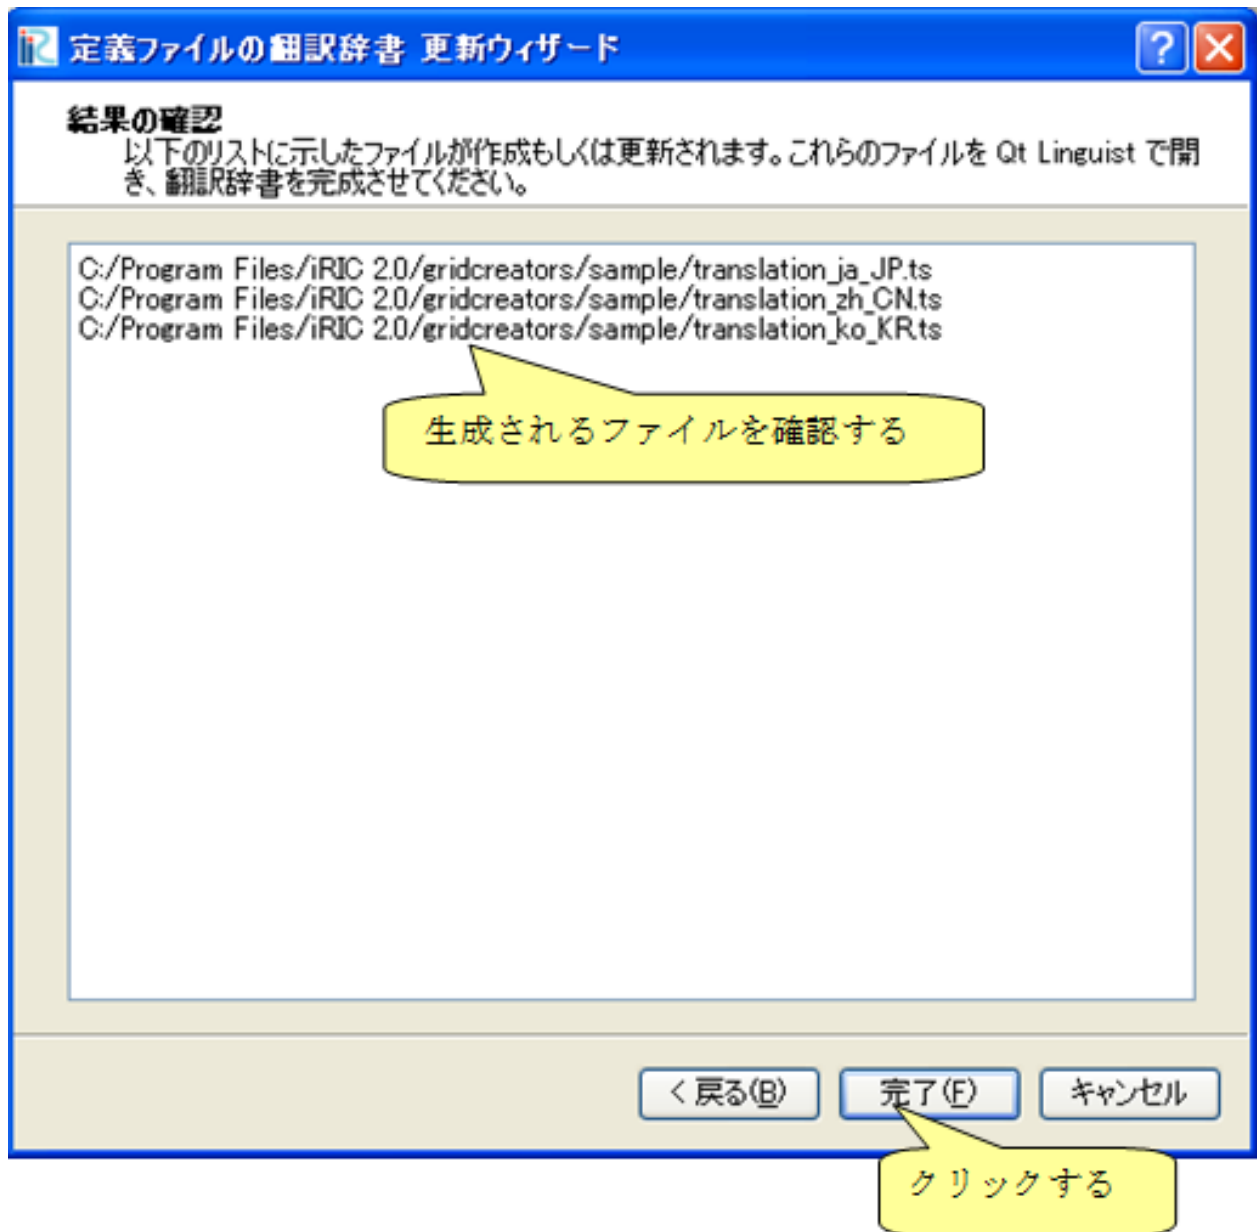 定義ファイルの翻訳辞書 更新ウィザード
結果の確認
以下のリストに示したファイルが作成もしくは更新されます。これらのファイルを Qt Linguist で開
き、翻訳辞書を完成させてください。
C:/Program Files/iRIC 2.0/gridcreators/sample/translation_ja_JP.ts
C:/Program Files/iRIC 2.0/gridcreators/sample/translation_zh_CN.ts
C:/Program Files/iRIC 2.0/gridcreators/sample/translation_ko_KR.ts
生成されるファイルを確認する
< 戻る(B) 完了(F) キャンセル
クリックする